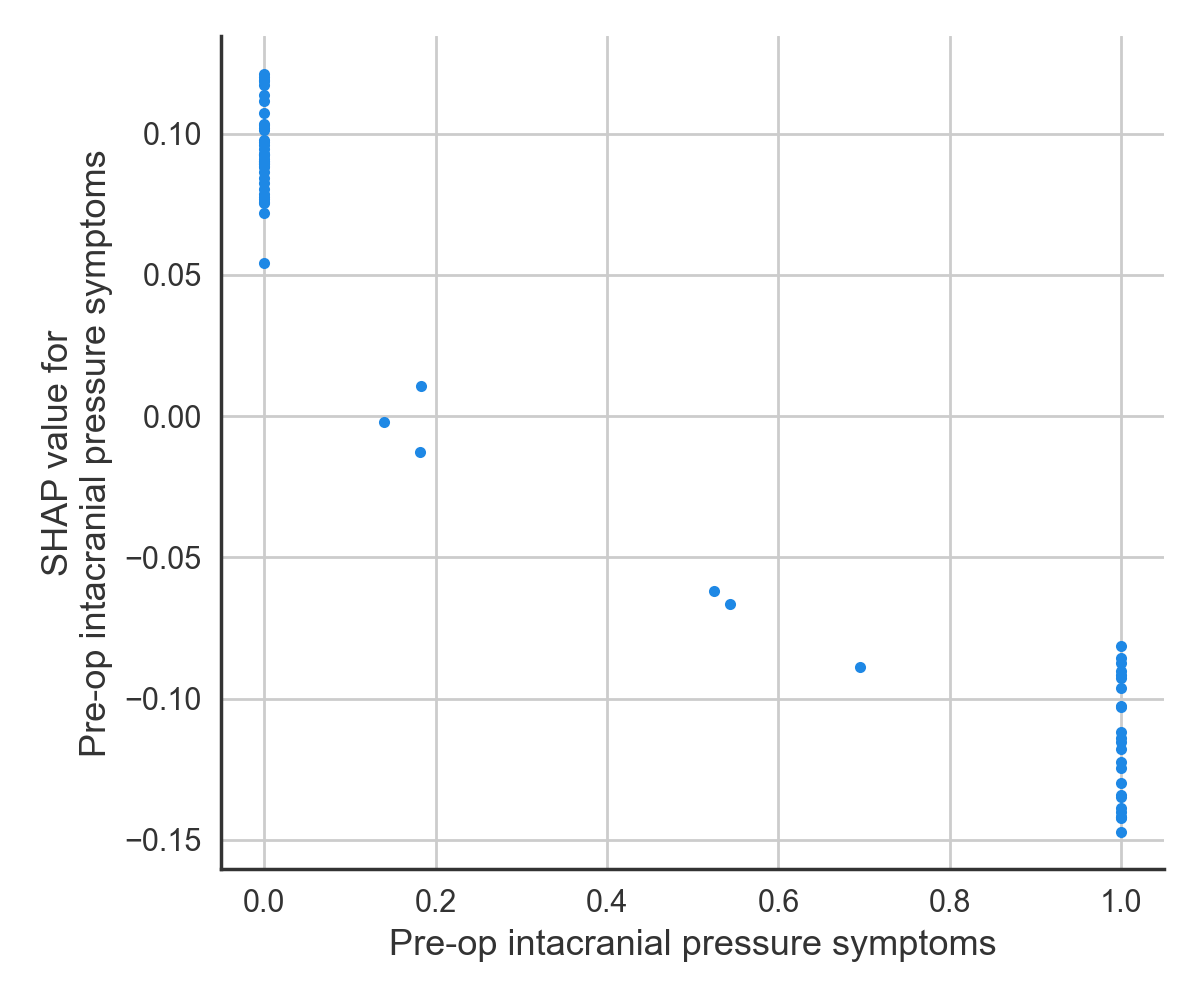 SHAP value for
Pre-op intacranial pressure symptoms
0.10
0.05
0.00
−0.05
−0.10
−0.15
0.0 0.2 0.4 0.6 0.8 1.0
Pre-op intacranial pressure symptoms